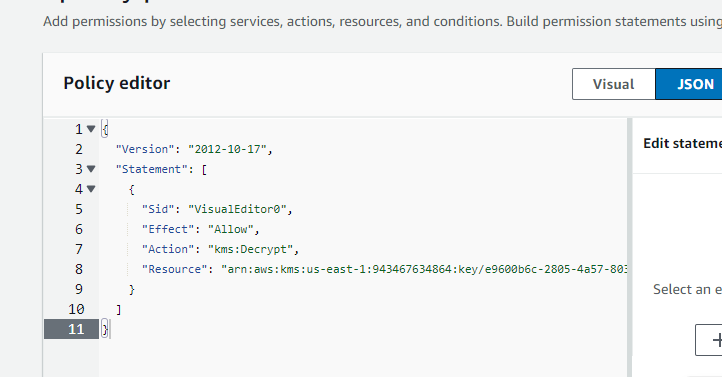 Add permissions by selecting services, actions, resources, and conditions. Build permission statements using
Policy editor
Visual
JSON
1 {
2 "Version": "2012-10-17",
3 "Statement": [
4 {
5 "Sid": "VisualEditor0",
6 "Effect": "Allow",
7 "Action": "kms:Decrypt",
8 "Resource": "arn:aws:kms:us-east-1:943467634864:key/e9600b6c-2805-4a57-803
9 }
10 ]
11 }
Edit stateme
Select an e
+